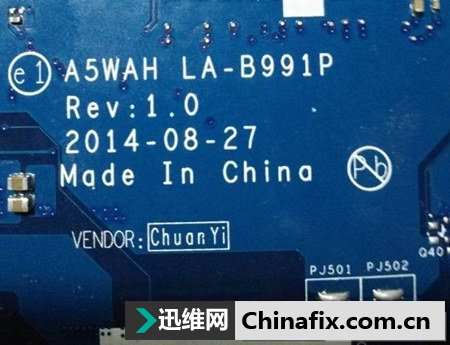 e1
A5WAH LA-B991P
Rev:1.0
2014-08-27
Made In China
Pb
VENDOR: ChuanYi
Q40
PJ501 PJ502
迅维网 Chinafix.com.cn